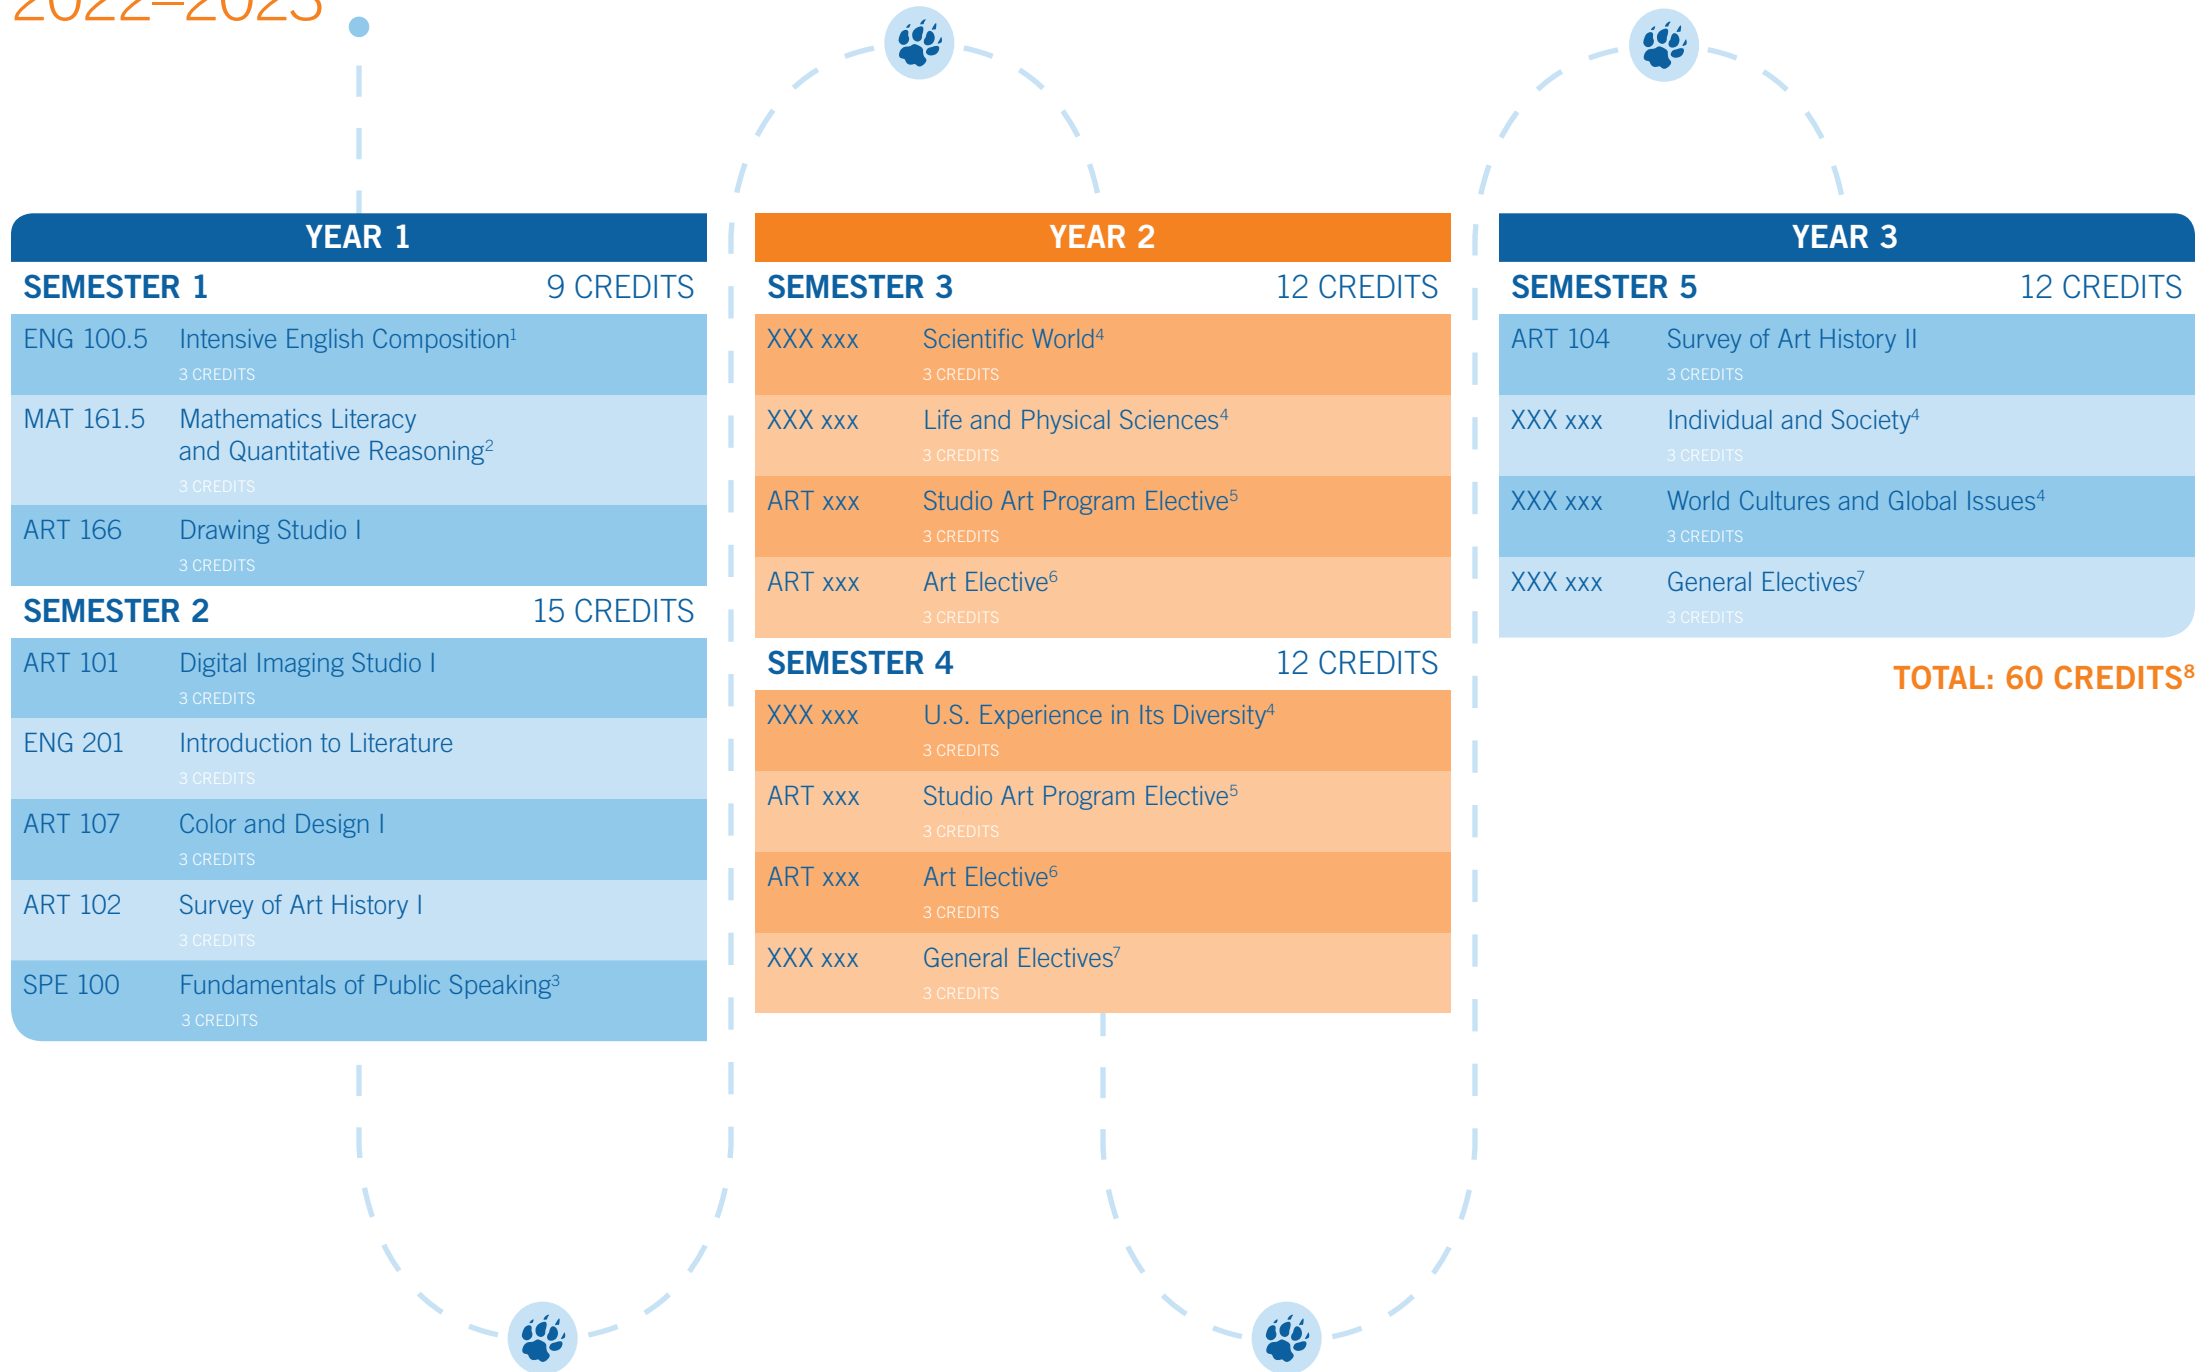 2022–2023
YEAR 1
SEMESTER 1 9 CREDITS
ENG 100.5 Intensive English Composition¹
3 CREDITS
MAT 161.5 Mathematics Literacy
and Quantitative Reasoning²
3 CREDITS
ART 166 Drawing Studio I
3 CREDITS
SEMESTER 2 15 CREDITS
ART 101 Digital Imaging Studio I
3 CREDITS
ENG 201 Introduction to Literature
3 CREDITS
ART 107 Color and Design I
3 CREDITS
ART 102 Survey of Art History I
3 CREDITS
SPE 100 Fundamentals of Public Speaking³
3 CREDITS
YEAR 2
SEMESTER 3 12 CREDITS
XXX xxx Scientific World⁴
3 CREDITS
XXX xxx Life and Physical Sciences⁴
3 CREDITS
ART xxx Studio Art Program Elective⁵
3 CREDITS
ART xxx Art Elective⁶
3 CREDITS
SEMESTER 4 12 CREDITS
XXX xxx U.S. Experience in Its Diversity⁴
3 CREDITS
ART xxx Studio Art Program Elective⁵
3 CREDITS
ART xxx Art Elective⁶
3 CREDITS
XXX xxx General Electives⁷
3 CREDITS
YEAR 3
SEMESTER 5 12 CREDITS
ART 104 Survey of Art History II
3 CREDITS
XXX xxx Individual and Society⁴
3 CREDITS
XXX xxx World Cultures and Global Issues⁴
3 CREDITS
XXX xxx General Electives⁷
3 CREDITS
TOTAL: 60 CREDITS⁸